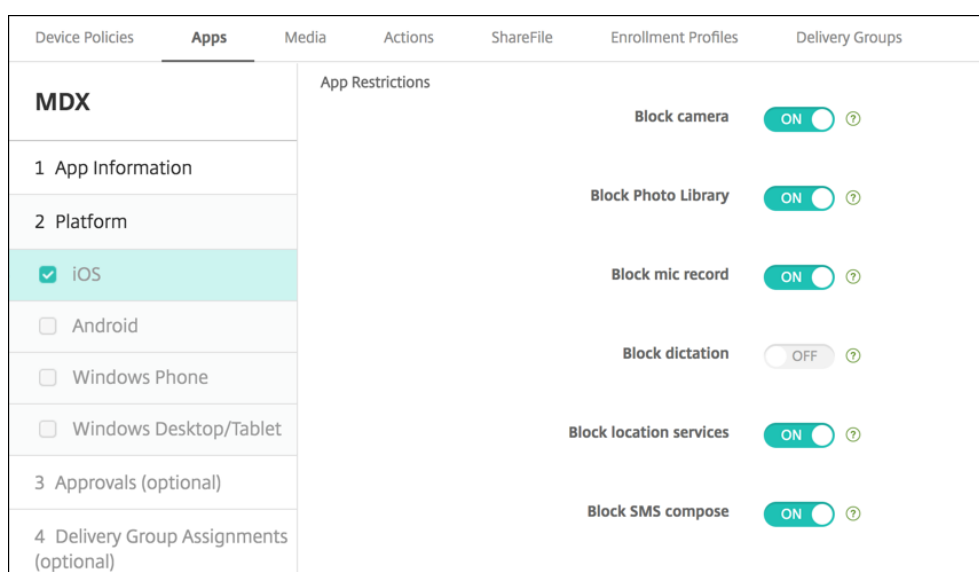 Device Policies Apps Media Actions ShareFile Enrollment Profiles Delivery Groups
MDX
1 App Information
2 Platform
iOS
Android
Windows Phone
Windows Desktop/Tablet
3 Approvals (optional)
4 Delivery Group Assignments
(optional)
App Restrictions
Block camera ON ?
Block Photo Library ON ?
Block mic record ON ?
Block dictation OFF ?
Block location services ON ?
Block SMS compose ON ?